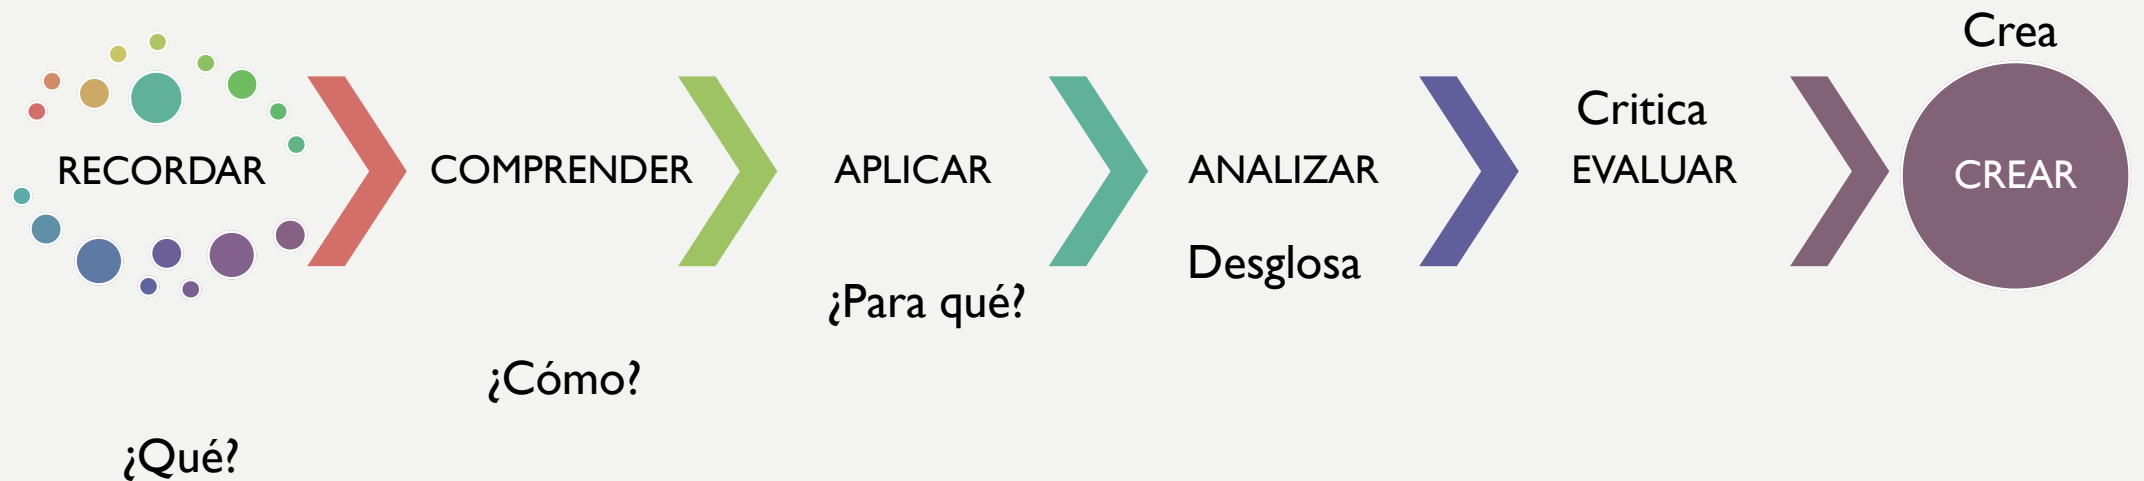 Crea
Critica
RECORDAR
COMPRENDER
APLICAR
ANALIZAR
EVALUAR
CREAR
Desglosa
¿Para qué?
¿Cómo?
¿Qué?